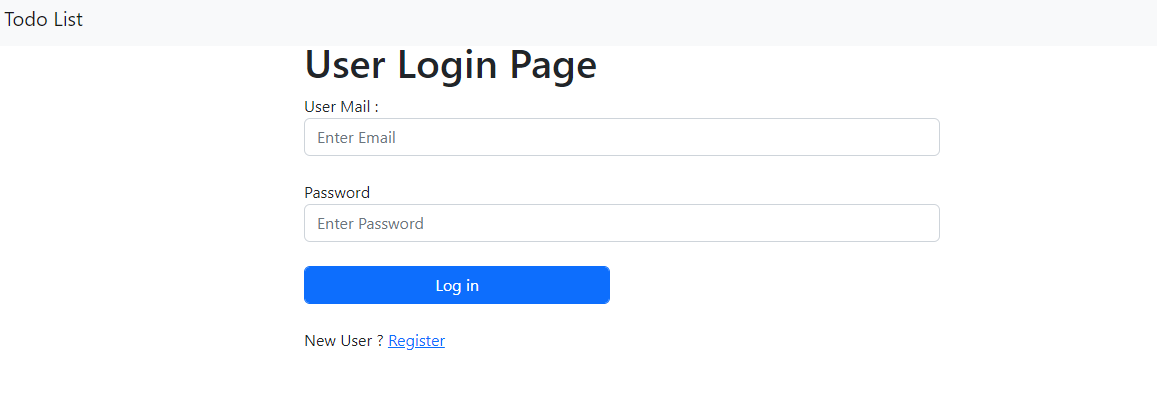 Todo List
User Login Page
User Mail :
Enter Email
Password
Enter Password
Log in
New User ? Register